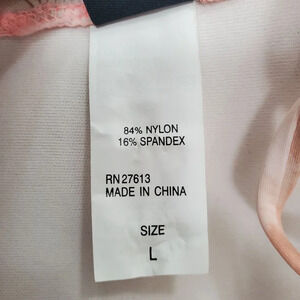 84% NYLON
16% SPANDEX
RN 27613
MADE IN CHINA
SIZE
L